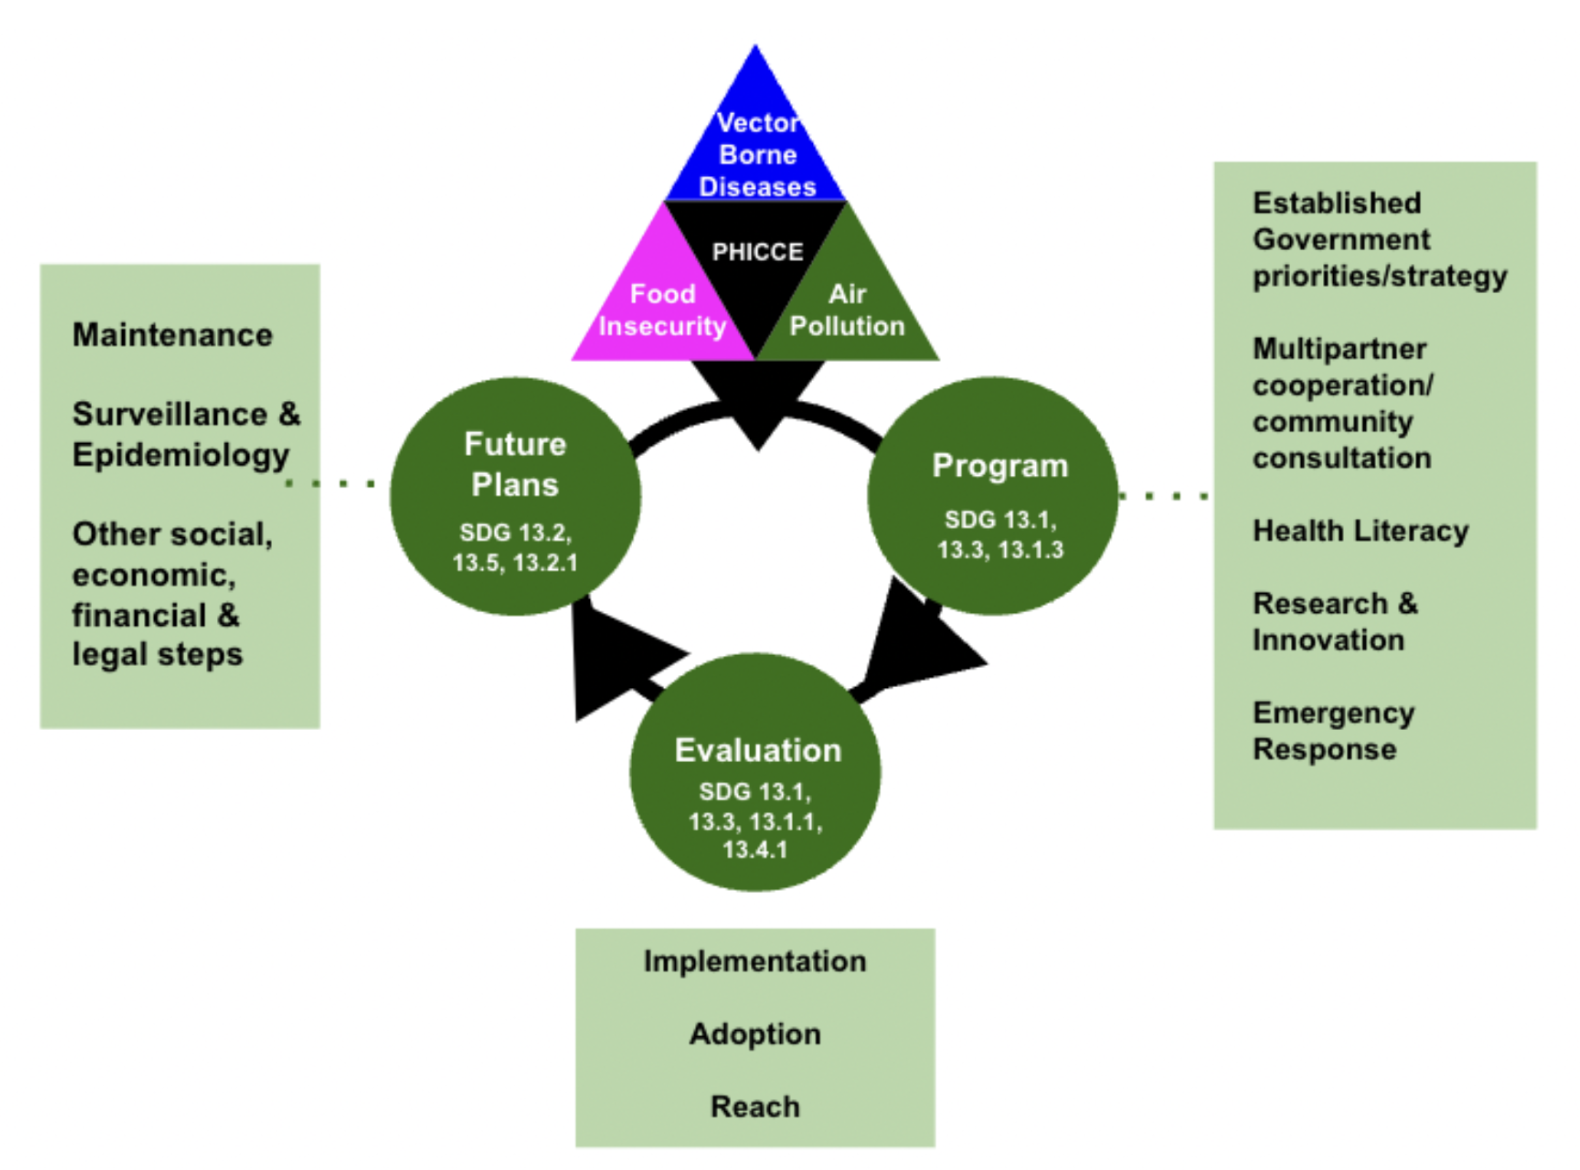 Vector
Borne
Diseases
PHICCE
Food
Insecurity
Air
Pollution
Maintenance
Surveillance &
Epidemiology
Other social,
economic,
financial &
legal steps
Future
Plans
SDG 13.2,
13.5, 13.2.1
Program
SDG 13.1,
13.3, 13.1.3
Established
Government
priorities/strategy
Multipartner
cooperation/
community
consultation
Health Literacy
Research &
Innovation
Emergency
Response
Evaluation
SDG 13.1,
13.3, 13.1.1,
13.4.1
Implementation
Adoption
Reach